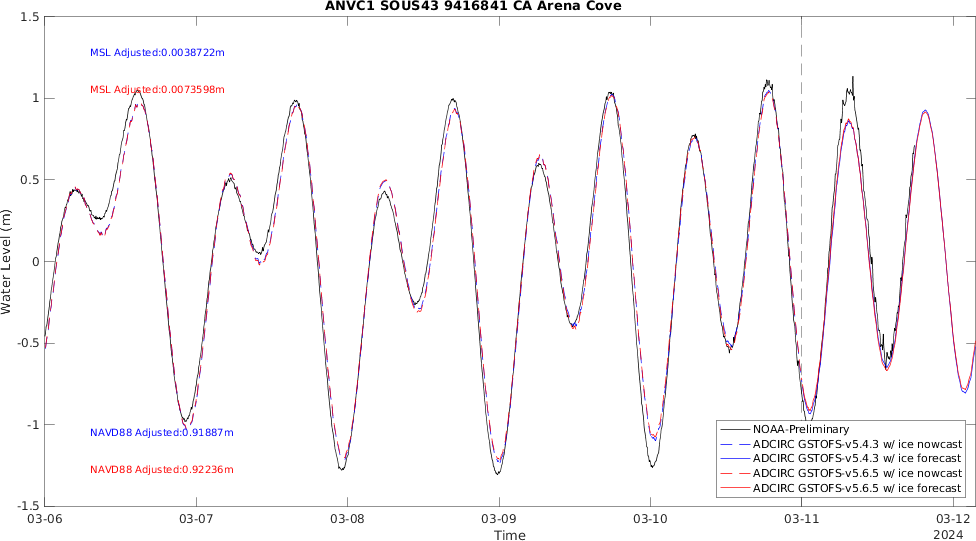 ANVC1 SOUS43 9416841 CA Arena Cove
1.5
MSL Adjusted:0.0038722m
MSL Adjusted:0.0073598m
1
0.5
0
Water Level (m)
-0.5
-1
NAVD88 Adjusted:0.91887m
NAVD88 Adjusted:0.92236m
-1.5
NOAA-Preliminary
ADCIRC GSTOFS-v5.4.3 w/ ice nowcast
ADCIRC GSTOFS-v5.4.3 w/ ice forecast
ADCIRC GSTOFS-v5.6.5 w/ ice nowcast
ADCIRC GSTOFS-v5.6.5 w/ ice forecast
03-06 03-07 03-08 03-09 03-10 03-11 03-12
Time
2024